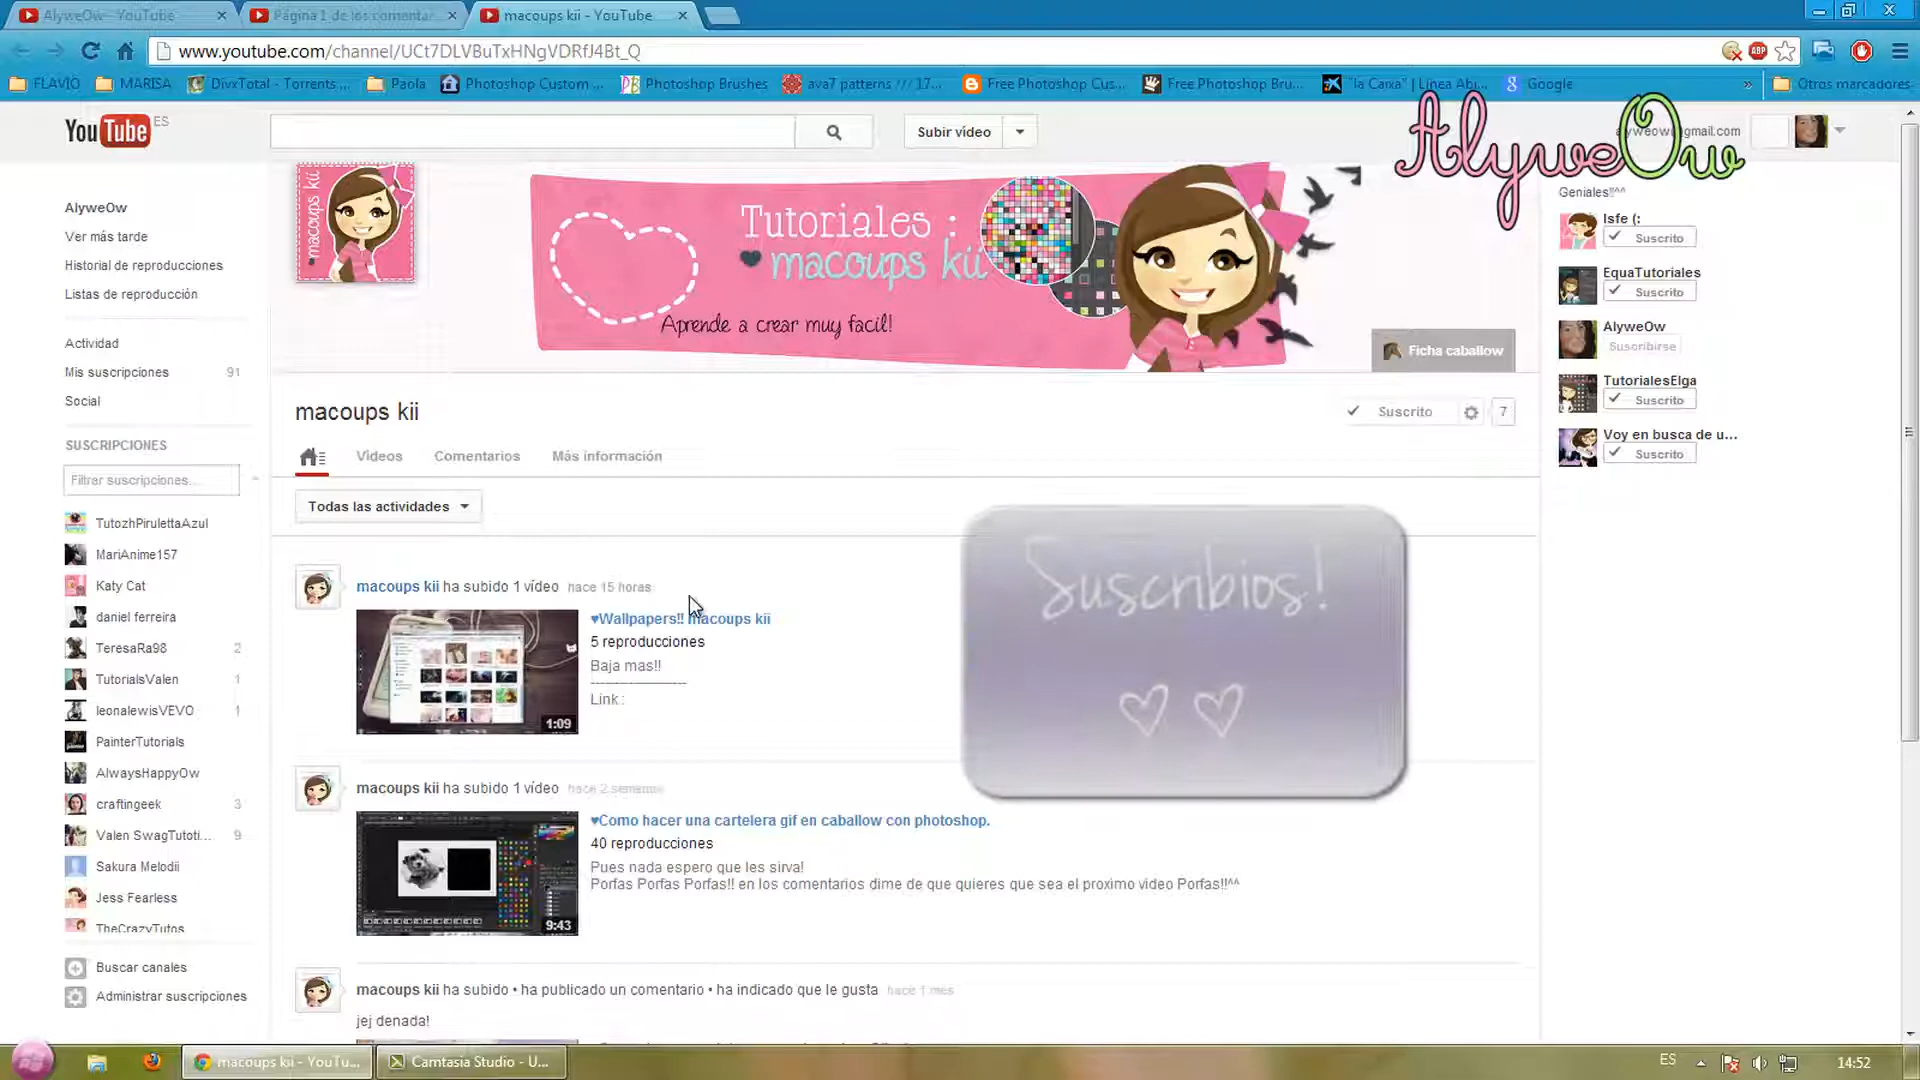 AlyweOw - YouTube
Página 1 de los comentar
macoups kii - YouTube
www.youtube.com/channel/UCt7DLVBuTxHNgVDRfJ4Bt_Q
FLAVIO
MARISA
DivxTotal - Torrents ...
Paola
Photoshop Custom ...
Photoshop Brushes
ava7 patterns /// 17...
Free Photoshop Cus...
Free Photoshop Bru...
"la Caixa" | Línea Abi...
Google
»
Otros marcadores
YouTube ES
Subir vídeo
alyweow@gmail.com
AlyweOw
AlyweOw
Ver más tarde
Historial de reproducciones
Listas de reproducción
Actividad
Mis suscripciones 91
Social
SUSCRIPCIONES
Filtrar suscripciones...
TutozhPirulettaAzul
MariAnime157
Katy Cat
daniel ferreira
TeresaRa98 2
TutorialsValen 1
leonalewisVEVO 1
PainterTutorials
AlwaysHappyOw
craftingeek 3
Valen SwagTutoti... 9
Sakura Melodii
Jess Fearless
TheCrazyTutos
Buscar canales
Administrar suscripciones
macoups kii
Tutoriales :
macoups kii
Aprende a crear muy facil!
Ficha caballow
macoups kii
Suscrito 7
Videos
Comentarios
Más información
Todas las actividades
macoups kii ha subido 1 vídeo hace 15 horas
♥Wallpapers!! macoups kii
5 reproducciones
Baja mas!!
--------------------
Link :
1:09
macoups kii ha subido 1 vídeo hace 2 semanas
♥Como hacer una cartelera gif en caballow con photoshop.
40 reproducciones
Pues nada espero que les sirva!
Porfas Porfas Porfas!! en los comentarios dime de que quieres que sea el proximo video Porfas!!^^
9:43
macoups kii ha subido • ha publicado un comentario • ha indicado que le gusta hace 1 mes
jej denada!
Suscribios!
Geniales!!^^
Isfe (:
Suscrito
EquaTutoriales
Suscrito
AlyweOw
Suscribirse
TutorialesElga
Suscrito
Voy en busca de u...
Suscrito
macoups kii - YouTu...
Camtasia Studio - U...
ES
14:52